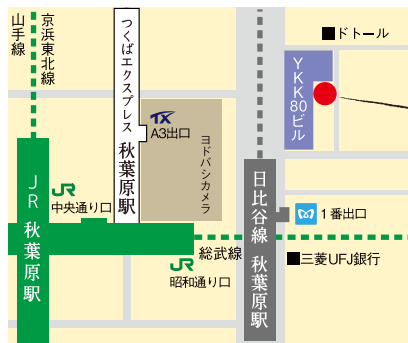 山手線
京浜東北線
つくばエクスプレス 秋葉原駅
■ドトール
YKK80ビル
TX
A3出口
ヨドバシカメラ
JR 秋葉原駅
JR
中央通り口
日比谷線 秋葉原駅
1番出口
総武線
JR
昭和通り口
■三菱UFJ銀行